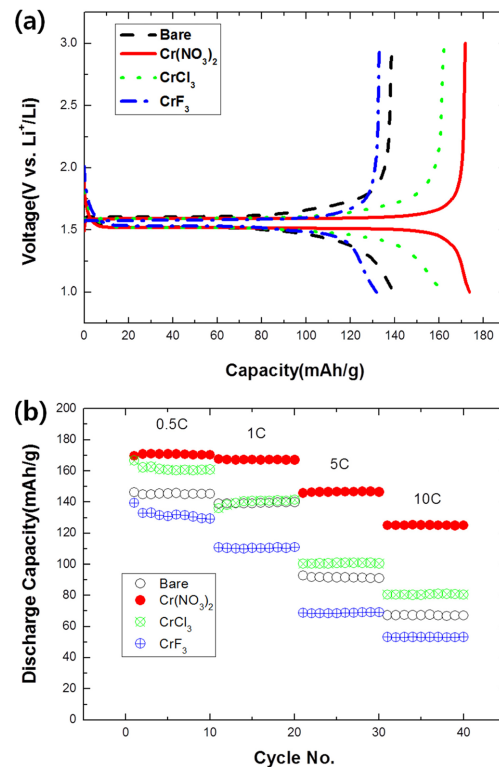 (a)
Bare
Cr(NO₃)₂
CrCl₃
CrF₃
3.0
2.5
2.0
1.5
1.0
Voltage(V vs. Li⁺/Li)
0 20 40 60 80 100 120 140 160 180
Capacity(mAh/g)
(b)
200
180
160
140
120
100
80
60
40
20
0
Discharge Capacity(mAh/g)
0.5C
1C
5C
10C
Bare
Cr(NO₃)₂
CrCl₃
CrF₃
0 10 20 30 40
Cycle No.